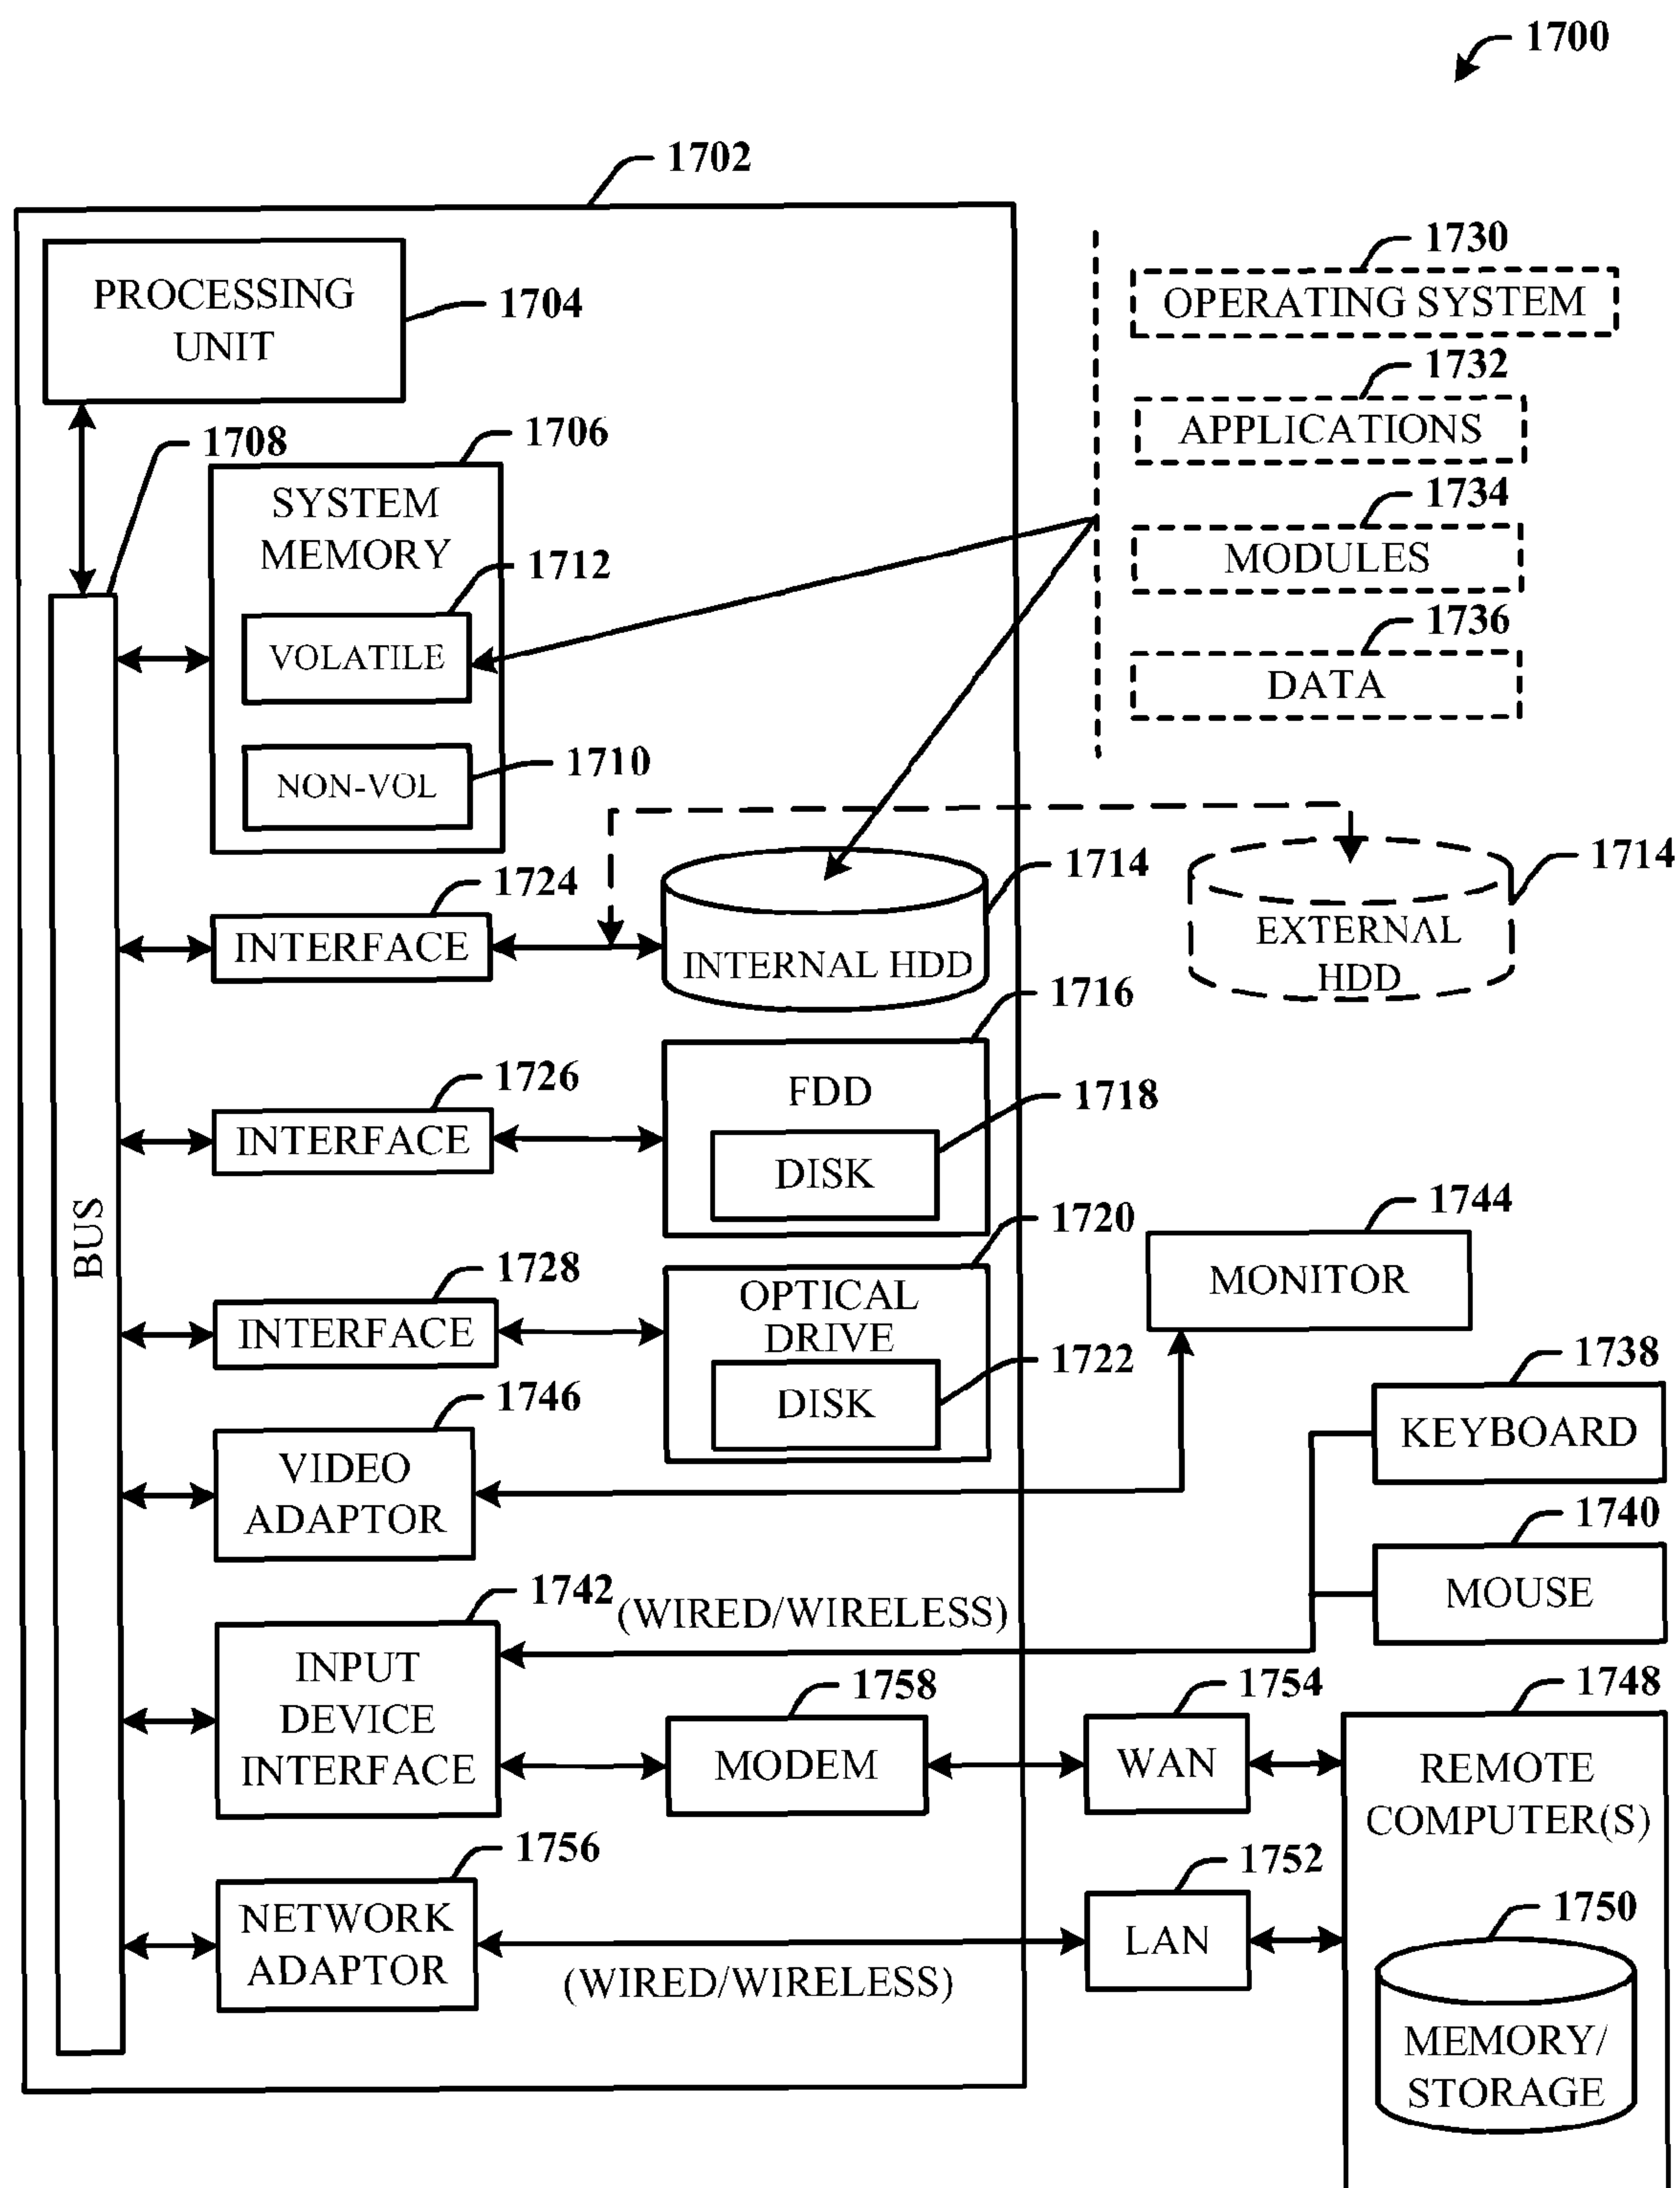 1700
1702
PROCESSING
UNIT
1704
1730
OPERATING SYSTEM
1732
APPLICATIONS
1734
MODULES
1736
DATA
1708
1706
SYSTEM
MEMORY
1712
VOLATILE
1710
NON-VOL
1724
INTERFACE
1714
INTERNAL HDD
1714
EXTERNAL
HDD
1716
FDD
1726
INTERFACE
1718
DISK
BUS
1720
OPTICAL
DRIVE
1728
INTERFACE
1722
DISK
1744
MONITOR
1738
KEYBOARD
1746
VIDEO
ADAPTOR
1740
MOUSE
1742
(WIRED/WIRELESS)
INPUT
DEVICE
INTERFACE
1758
MODEM
1754
WAN
1748
REMOTE
COMPUTER(S)
1756
NETWORK
ADAPTOR
(WIRED/WIRELESS)
1752
LAN
1750
MEMORY/
STORAGE